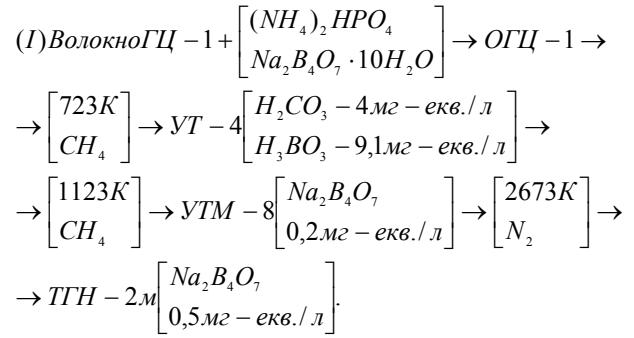 (I)ВолокноГЦ – 1 + [(NH₄)₂HPO₄ Na₂B₄O₇ · 10H₂O] → ОГЦ – 1 →
→ [723K CH₄] → УТ – 4 [H₂CO₃ – 4мг – екв./ л H₃BO₃ – 9,1мг – екв./ л] →
→ [1123K CH₄] → УТМ – 8 [Na₂B₄O₇ 0,2мг – екв./ л] → [2673K N₂] →
→ ТГН – 2м [Na₂B₄O₇ 0,5мг – екв./ л].